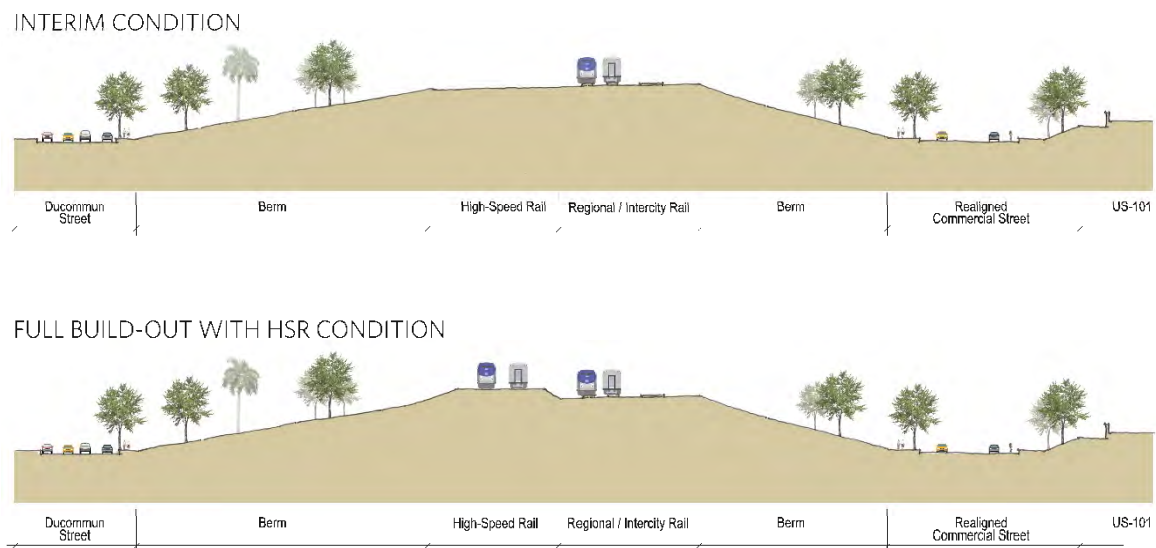 INTERIM CONDITION
Ducommun
Street
Berm
High-Speed Rail
Regional / Intercity Rail
Berm
Realigned
Commercial Street
US-101
FULL BUILD-OUT WITH HSR CONDITION
Ducommun
Street
Berm
High-Speed Rail
Regional / Intercity Rail
Berm
Realigned
Commercial Street
US-101